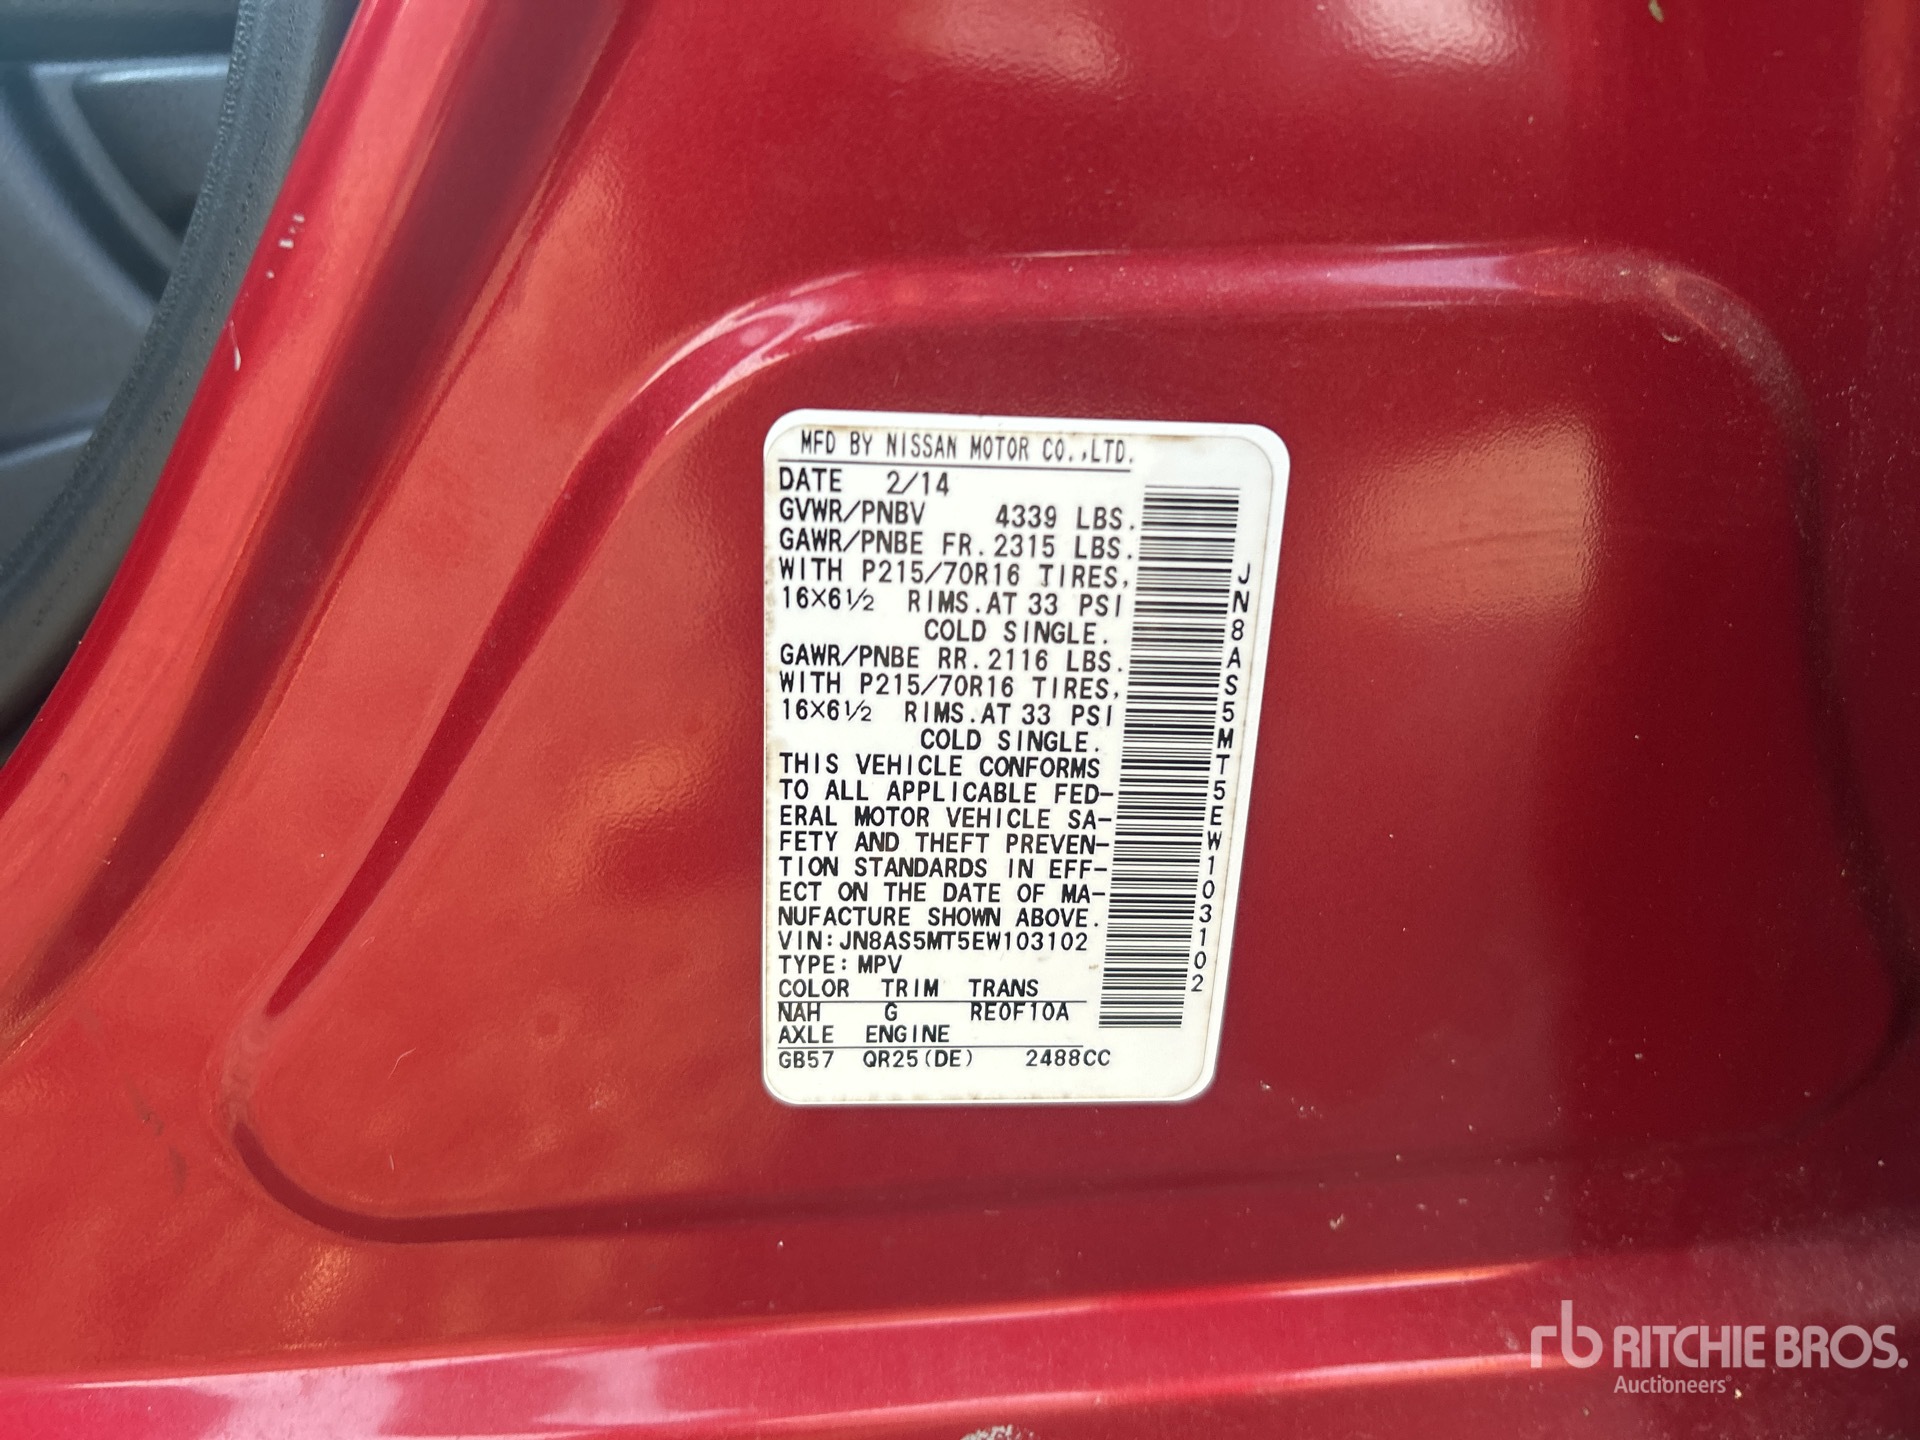 MFD BY NISSAN MOTOR CO.,LTD.
DATE 2/14
GVWR/PNBV 4339 LBS.
GAWR/PNBE FR. 2315 LBS.
WITH P215/70R16 TIRES,
16×6½ RIMS.AT 33 PSI
COLD SINGLE.
GAWR/PNBE RR. 2116 LBS.
WITH P215/70R16 TIRES,
16×6½ RIMS.AT 33 PSI
COLD SINGLE.
THIS VEHICLE CONFORMS
TO ALL APPLICABLE FED-
ERAL MOTOR VEHICLE SA-
FETY AND THEFT PREVEN-
TION STANDARDS IN EFF-
ECT ON THE DATE OF MA-
NUFACTURE SHOWN ABOVE.
VIN:JN8AS5MT5EW103102
TYPE:MPV
COLOR TRIM TRANS
NAH G RE0F10A
AXLE ENGINE
GB57 QR25(DE) 2488CC
JN8AS5MT5EW103102
rb RITCHIE BROS.
Auctioneers